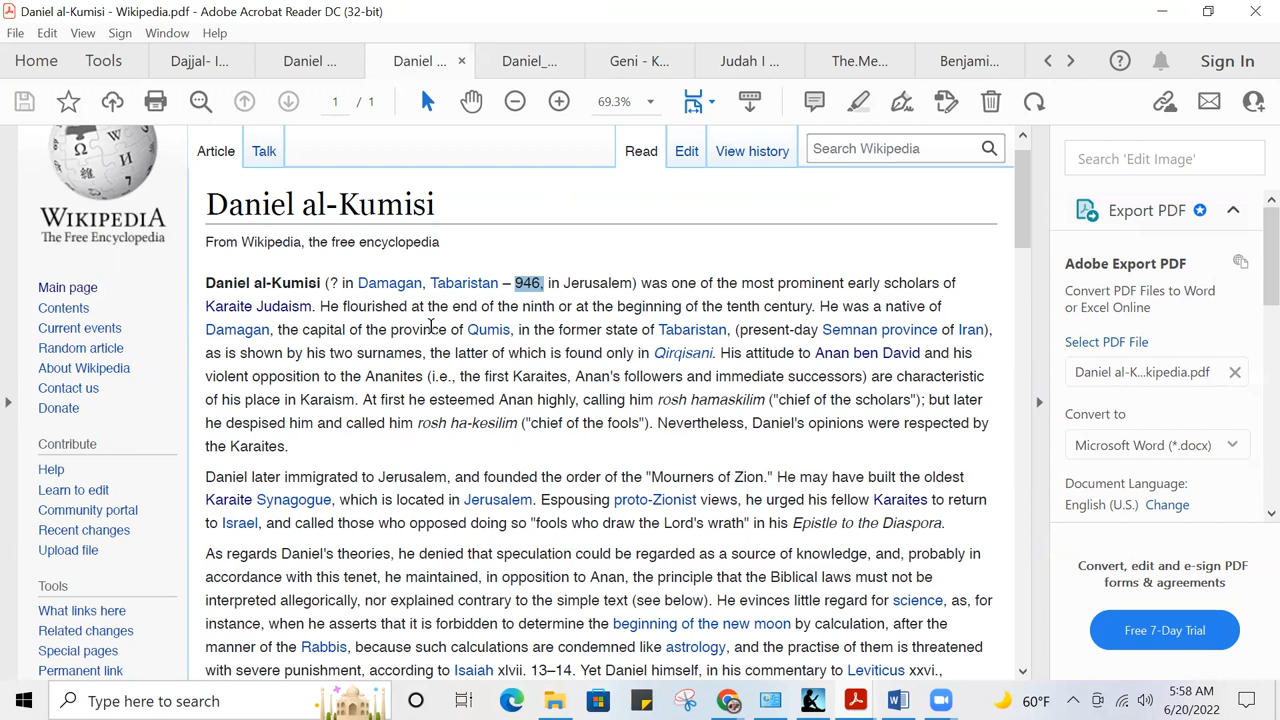 Daniel al-Kumisi - Wikipedia.pdf - Adobe Acrobat Reader DC (32-bit)
File Edit View Sign Window Help
Home Tools Dajjal- I... Daniel ... Daniel ... × Daniel_... Geni - K... Judah I ... The.Me... Benjami... Sign In
1 / 1 69.3%
Article Talk Read Edit View history Search Wikipedia
Search 'Edit Image'
WIKIPEDIA
The Free Encyclopedia
Main page
Contents
Current events
Random article
About Wikipedia
Contact us
Donate
Contribute
Help
Learn to edit
Community portal
Recent changes
Upload file
Tools
What links here
Related changes
Special pages
Permanent link
Daniel al-Kumisi
From Wikipedia, the free encyclopedia
Daniel al-Kumisi (? in Damagan, Tabaristan – 946, in Jerusalem) was one of the most prominent early scholars of
Karaite Judaism. He flourished at the end of the ninth or at the beginning of the tenth century. He was a native of
Damagan, the capital of the province of Qumis, in the former state of Tabaristan, (present-day Semnan province of Iran),
as is shown by his two surnames, the latter of which is found only in Qirqisani. His attitude to Anan ben David and his
violent opposition to the Ananites (i.e., the first Karaites, Anan's followers and immediate successors) are characteristic
of his place in Karaism. At first he esteemed Anan highly, calling him rosh hamaskilim ("chief of the scholars"); but later
he despised him and called him rosh ha-kesilim ("chief of the fools"). Nevertheless, Daniel's opinions were respected by
the Karaites.
Daniel later immigrated to Jerusalem, and founded the order of the "Mourners of Zion." He may have built the oldest
Karaite Synagogue, which is located in Jerusalem. Espousing proto-Zionist views, he urged his fellow Karaites to return
to Israel, and called those who opposed doing so "fools who draw the Lord's wrath" in his Epistle to the Diaspora.
As regards Daniel's theories, he denied that speculation could be regarded as a source of knowledge, and, probably in
accordance with this tenet, he maintained, in opposition to Anan, the principle that the Biblical laws must not be
interpreted allegorically, nor explained contrary to the simple text (see below). He evinces little regard for science, as, for
instance, when he asserts that it is forbidden to determine the beginning of the new moon by calculation, after the
manner of the Rabbis, because such calculations are condemned like astrology, and the practise of them is threatened
with severe punishment, according to Isaiah xlvii. 13–14. Yet Daniel himself, in his commentary to Leviticus xxvi.,
Export PDF
Adobe Export PDF
Convert PDF Files to Word
or Excel Online
Select PDF File
Daniel al-K...kipedia.pdf
Convert to
Microsoft Word (*.docx)
Document Language:
English (U.S.) Change
Convert, edit and e-sign PDF
forms & agreements
Free 7-Day Trial
Type here to search
60°F
5:58 AM
6/20/2022